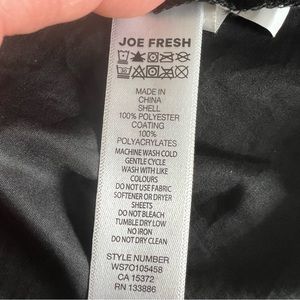 JOE FRESH
MADE IN
CHINA
SHELL
100% POLYESTER
COATING
100%
POLYACRYLATES
MACHINE WASH COLD
GENTLE CYCLE
WASH WITH LIKE
COLOURS
DO NOT USE FABRIC
SOFTENER OR DRYER
SHEETS
DO NOT BLEACH
TUMBLE DRY LOW
NO IRON
DO NOT DRY CLEAN
STYLE NUMBER
WS7O105458
CA 15372
RN 133886